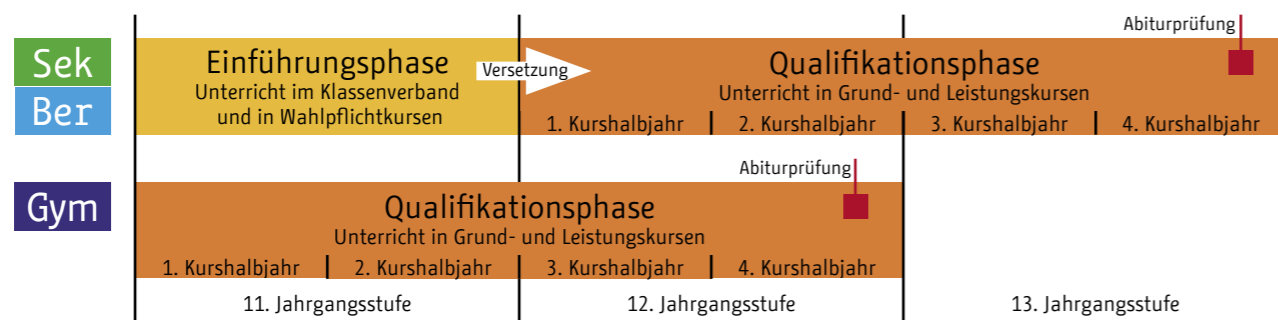 Abiturprüfung
Sek
Ber
Einführungsphase
Unterricht im Klassenverband
und in Wahlpflichtkursen
Versetzung
Qualifikationsphase
Unterricht in Grund- und Leistungskursen
1. Kurshalbjahr
2. Kurshalbjahr
3. Kurshalbjahr
4. Kurshalbjahr
Abiturprüfung
Gym
Qualifikationsphase
Unterricht in Grund- und Leistungskursen
1. Kurshalbjahr
2. Kurshalbjahr
3. Kurshalbjahr
4. Kurshalbjahr
11. Jahrgangsstufe
12. Jahrgangsstufe
13. Jahrgangsstufe